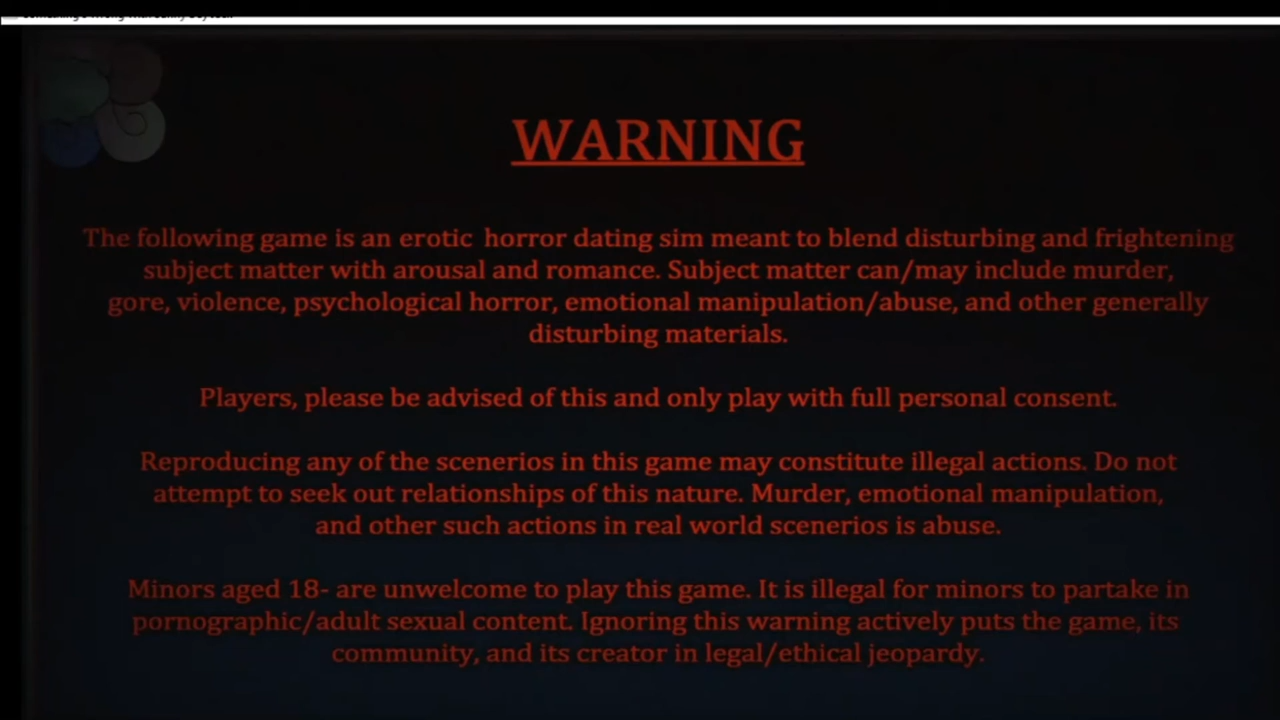 WARNING
The following game is an erotic horror dating sim meant to blend disturbing and frightening
subject matter with arousal and romance. Subject matter can/may include murder,
gore, violence, psychological horror, emotional manipulation/abuse, and other generally
disturbing materials.
Players, please be advised of this and only play with full personal consent.
Reproducing any of the scenerios in this game may constitute illegal actions. Do not
attempt to seek out relationships of this nature. Murder, emotional manipulation,
and other such actions in real world scenerios is abuse.
Minors aged 18- are unwelcome to play this game. It is illegal for minors to partake in
pornographic/adult sexual content. Ignoring this warning actively puts the game, its
community, and its creator in legal/ethical jeopardy.